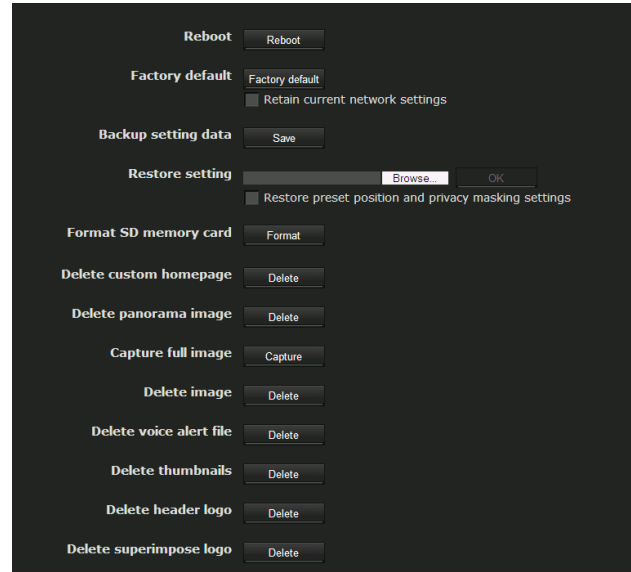 Reboot Reboot
Factory default Factory default
Retain current network settings
Backup setting data Save
Restore setting Browse... OK
Restore preset position and privacy masking settings
Format SD memory card Format
Delete custom homepage Delete
Delete panorama image Delete
Capture full image Capture
Delete image Delete
Delete voice alert file Delete
Delete thumbnails Delete
Delete header logo Delete
Delete superimpose logo Delete